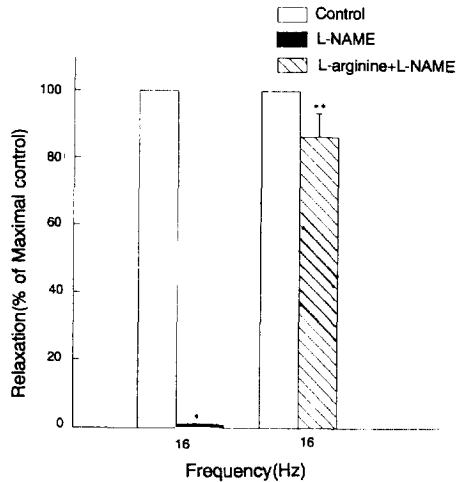 Control
L-NAME
L-arginine+L-NAME
Relaxation(% of Maximal control)
100
80
60
40
20
0
**
*
16
16
Frequency(Hz)